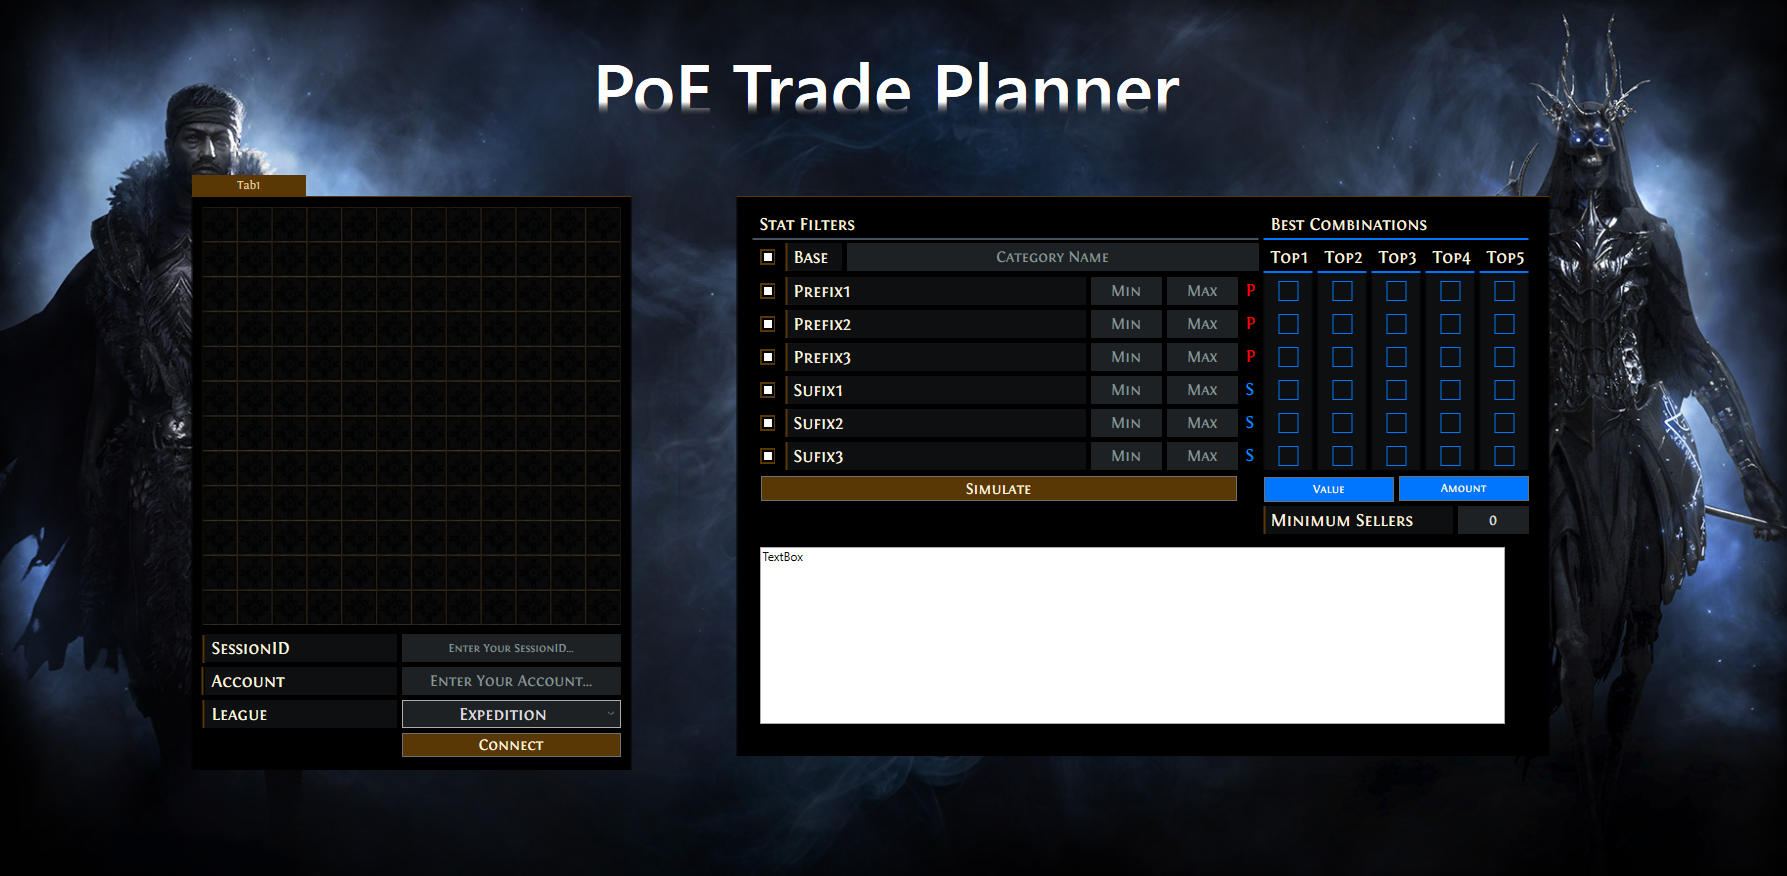 PoE Trade Planner
Tab1
SessionID Enter Your SessionID...
Account Enter Your Account...
League Expedition
Connect
Stat Filters
Base Category Name
Prefix1 Min Max P
Prefix2 Min Max P
Prefix3 Min Max P
Sufix1 Min Max S
Sufix2 Min Max S
Sufix3 Min Max S
Simulate
Best Combinations
Top1 Top2 Top3 Top4 Top5
Value Amount
Minimum Sellers 0
TextBox